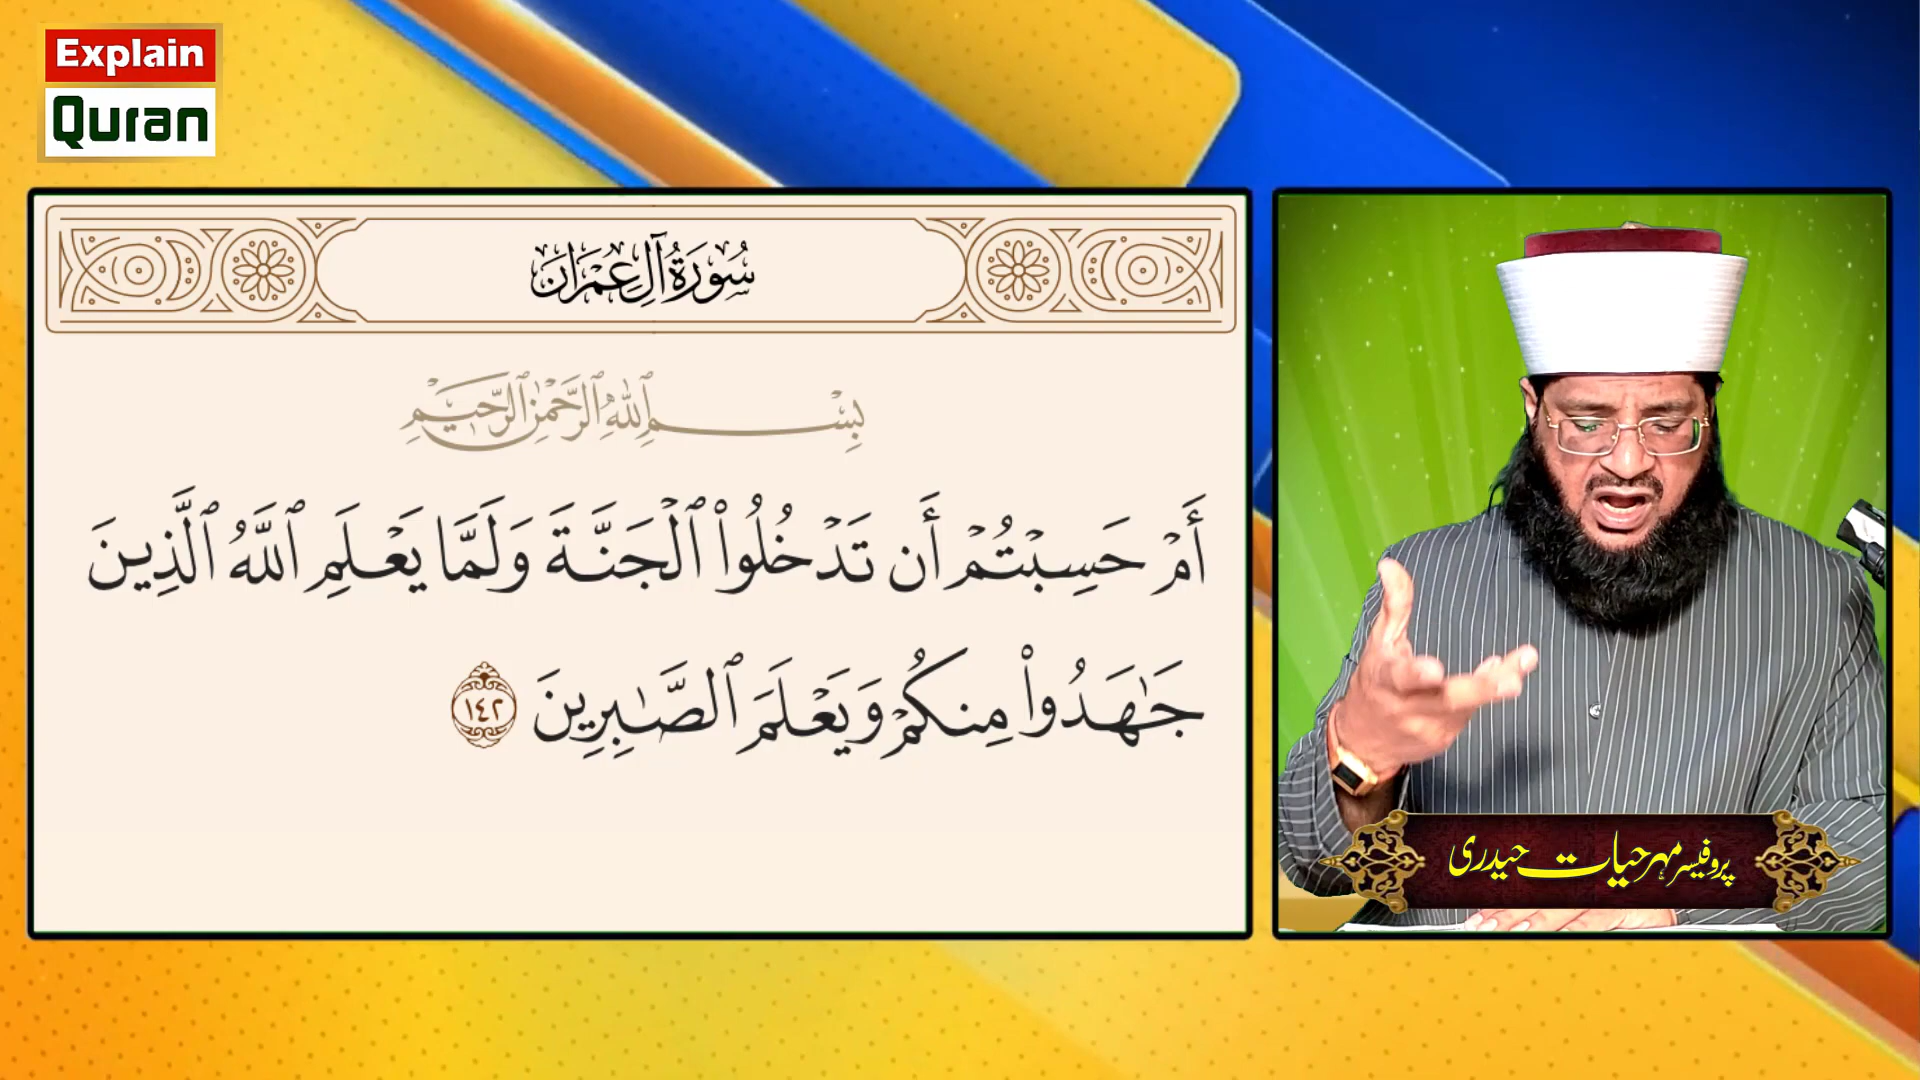 Explain
Quran
سُورَةُ آلِ عِمْرَانَ
بِسْمِ ٱللَّهِ ٱلرَّحْمَٰنِ ٱلرَّحِيمِ
أَمْ حَسِبْتُمْ أَن تَدْخُلُوا۟ ٱلْجَنَّةَ وَلَمَّا يَعْلَمِ ٱللَّهُ ٱلَّذِينَ
جَٰهَدُوا۟ مِنكُمْ وَيَعْلَمَ ٱلصَّٰبِرِينَ ١٤٢
پروفیسر مہر حیات حیدری